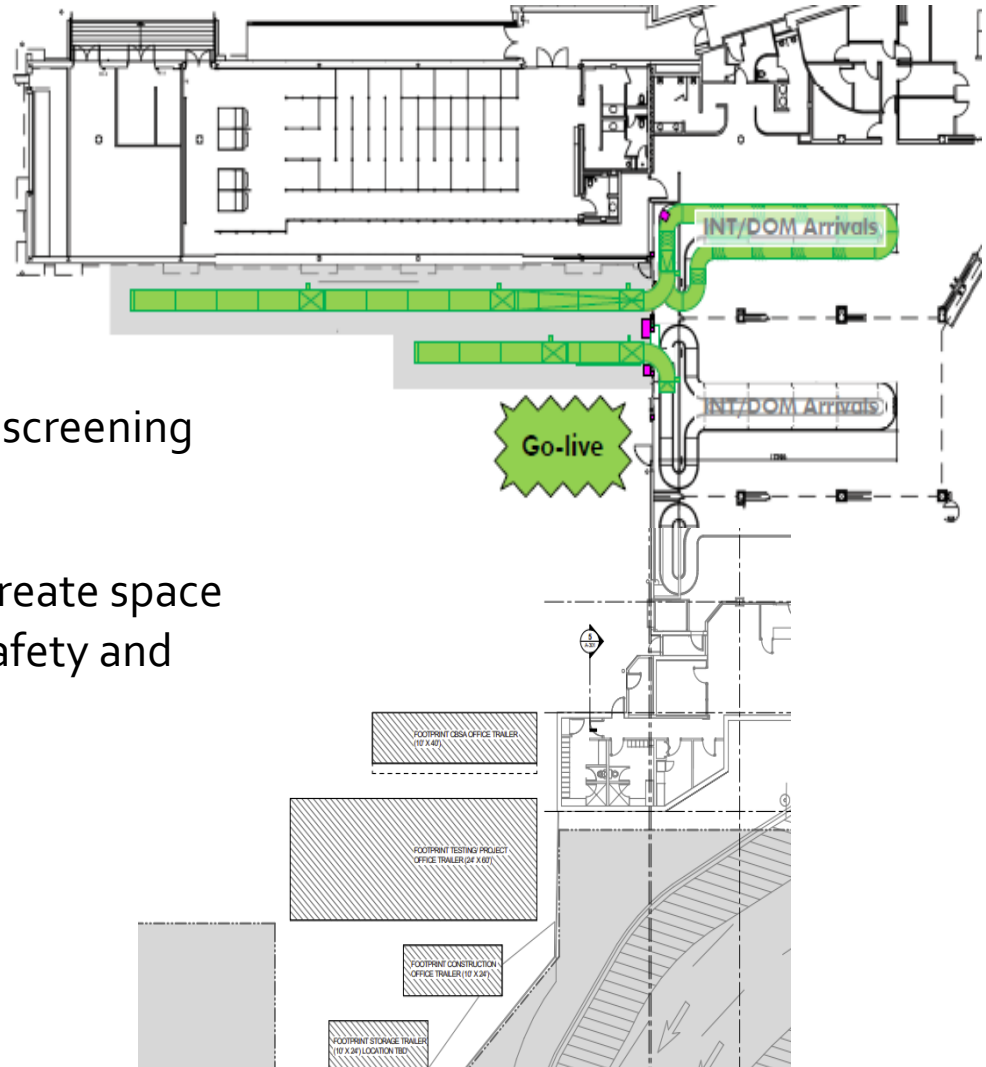 INT/DOM Arrivals
INT/DOM Arrivals
screening
Go-live
reate space
afety and
5
FOOTPRINT CBSA OFFICE TRAILER
(10' X 40')
FOOTPRINT TESTING/ PROJECT
OFFICE TRAILER (24' X 60')
FOOTPRINT CONSTRUCTION
OFFICE TRAILER (10' X 24')
FOOTPRINT STORAGE TRAILER
(10' X 24') LOCATION TBD